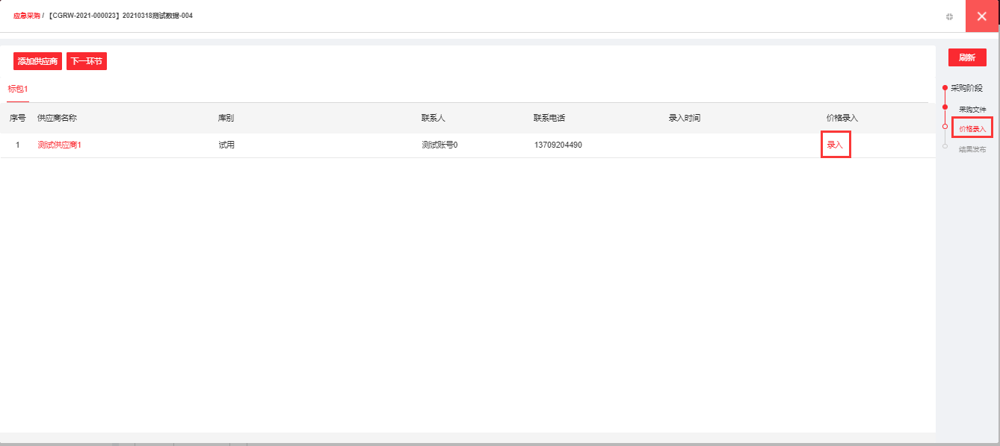 应急采购 / 【CGRW-2021-000023】20210318测试数据-004
添加供应商 下一环节
刷新
标包1
采购阶段
采购文件
价格录入
结果发布
序号 供应商名称 库别 联系人 联系电话 录入时间 价格录入
1 测试供应商1 试用 测试账号0 13709204490 录入